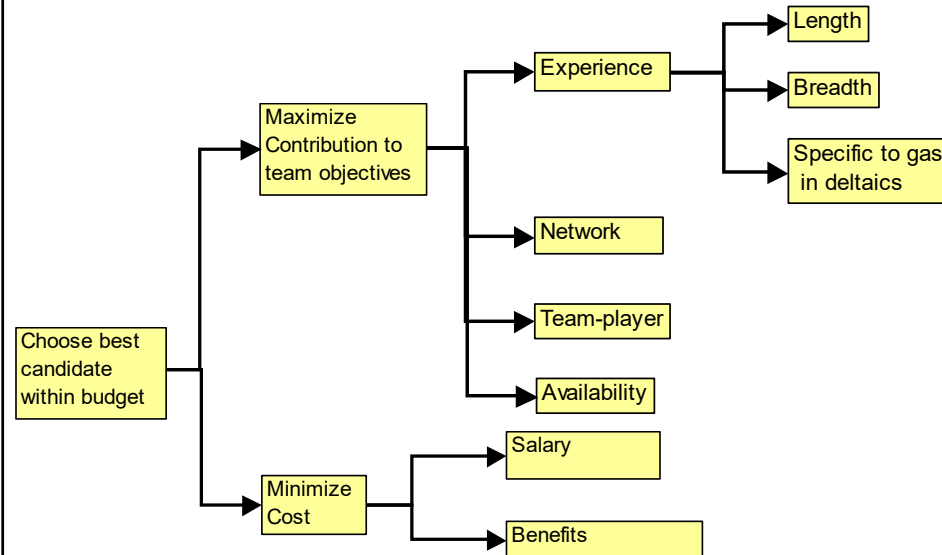 Length
Experience
Breadth
Maximize
Contribution to
team objectives
Specific to gas
in deltaics
Network
Team-player
Choose best
candidate
within budget
Availability
Salary
Minimize
Cost
Benefits